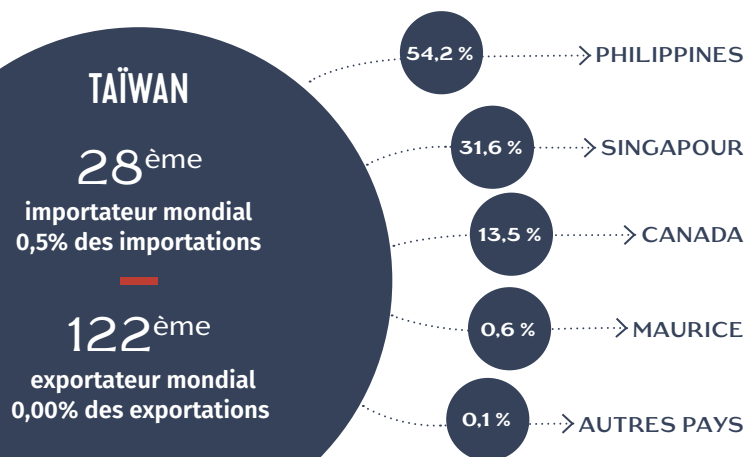 TAÏWAN
28ème
importateur mondial
0,5% des importations
122ème
exportateur mondial
0,00% des exportations
54,2 % PHILIPPINES
31,6 % SINGAPOUR
13,5 % CANADA
0,6 % MAURICE
0,1 % AUTRES PAYS